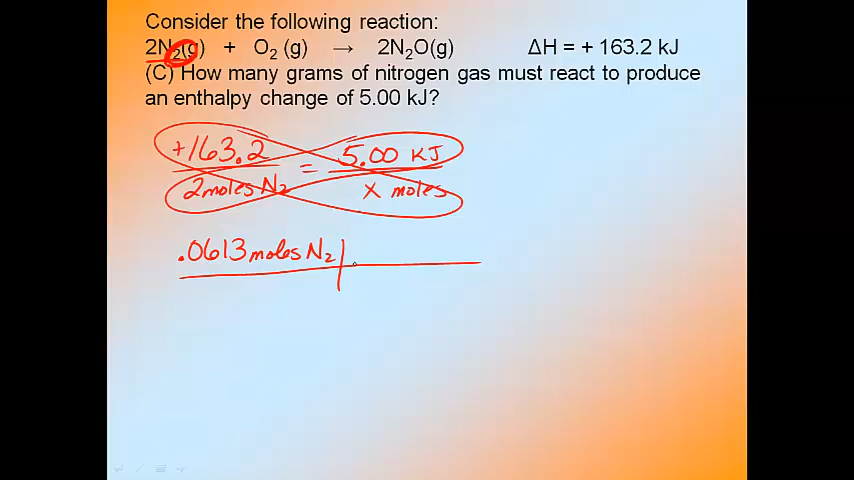 Consider the following reaction:
2N₂(g) + O₂ (g) → 2N₂O(g) ΔH = + 163.2 kJ
(C) How many grams of nitrogen gas must react to produce
an enthalpy change of 5.00 kJ?
+163.2 = 5.00 KJ
2moles N₂ x moles
.0613 moles N₂